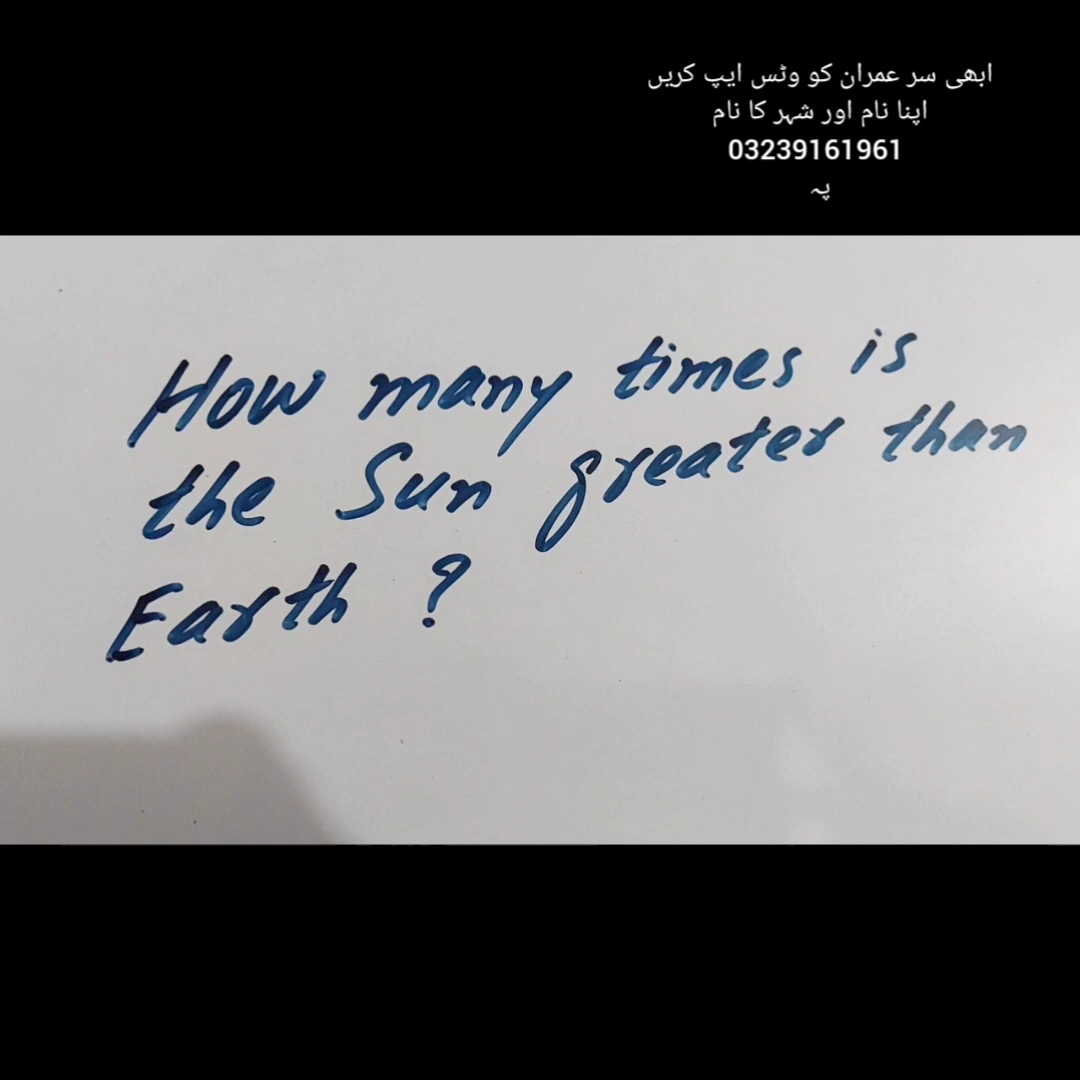 ابھی سر عمران کو وٹس ایپ کریں
اپنا نام اور شہر کا نام
03239161961
پہ
How many times is
the Sun greater than
Earth ?